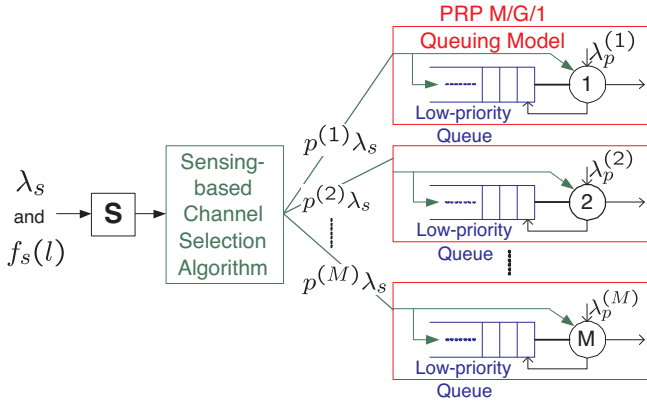 PRP M/G/1
Queuing Model
λ_p^{(1)}
1
Low-priority
Queue
p^{(1)} λ_s
λ_s
and
f_s(l)
S
Sensing-
based
Channel
Selection
Algorithm
p^{(2)} λ_s
λ_p^{(2)}
2
Low-priority
Queue
p^{(M)} λ_s
λ_p^{(M)}
M
Low-priority
Queue